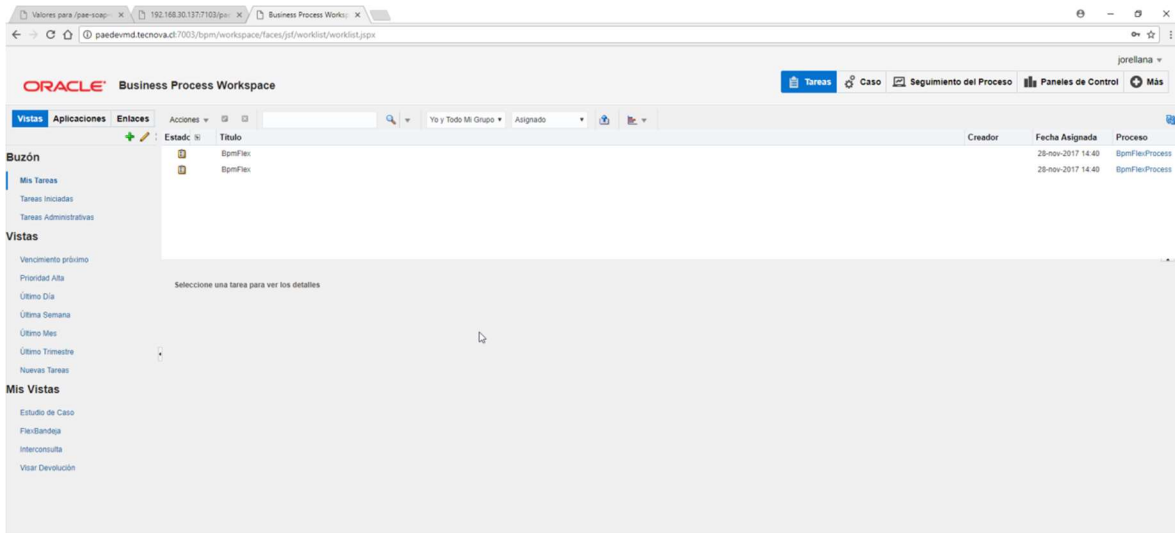 Valores para /pae-soap-
192.168.30.137:7103/pae
Business Process Worksp
paedevmd.tecnova.cl:7003/bpm/workspace/faces/jsf/worklist/worklist.jspx
jorellana
ORACLE Business Process Workspace
Tareas Caso Seguimiento del Proceso Paneles de Control Más
Vistas Aplicaciones Enlaces Acciones Yo y Todo Mi Grupo Asignado
Estadc Título Creador Fecha Asignada Proceso
BpmFlex 28-nov-2017 14:40 BpmFlexProcess
BpmFlex 28-nov-2017 14:40 BpmFlexProcess
Buzón
Mis Tareas
Tareas Iniciadas
Tareas Administrativas
Vistas
Vencimiento próximo
Prioridad Alta
Último Día
Última Semana
Último Mes
Último Trimestre
Nuevas Tareas
Mis Vistas
Estudio de Caso
FlexBandeja
Interconsulta
Visar Devolución
Seleccione una tarea para ver los detalles